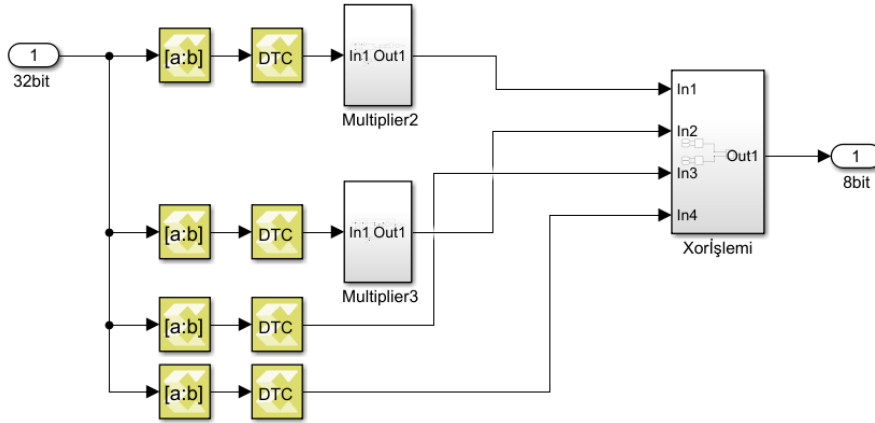 1
32bit
[a:b] DTC In1 Out1
Multiplier2
[a:b] DTC In1 Out1
Multiplier3
[a:b] DTC
[a:b] DTC
In1
In2
In3
In4
Out1
Xorİşlemi
1
8bit